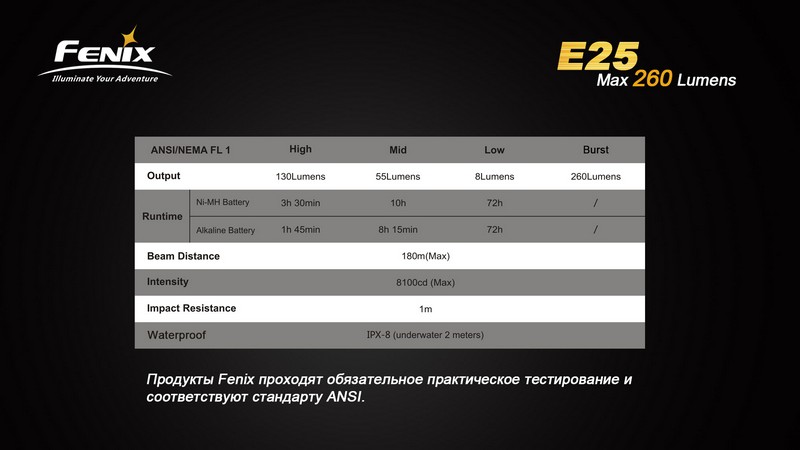 FENIX
Illuminate Your Adventure
E25
Max 260 Lumens
ANSI/NEMA FL 1 High Mid Low Burst
Output 130Lumens 55Lumens 8Lumens 260Lumens
Runtime
Ni-MH Battery 3h 30min 10h 72h /
Alkaline Battery 1h 45min 8h 15min 72h /
Beam Distance 180m(Max)
Intensity 8100cd (Max)
Impact Resistance 1m
Waterproof IPX-8 (underwater 2 meters)
Продукты Fenix проходят обязательное практическое тестирование и
соответствуют стандарту ANSI.